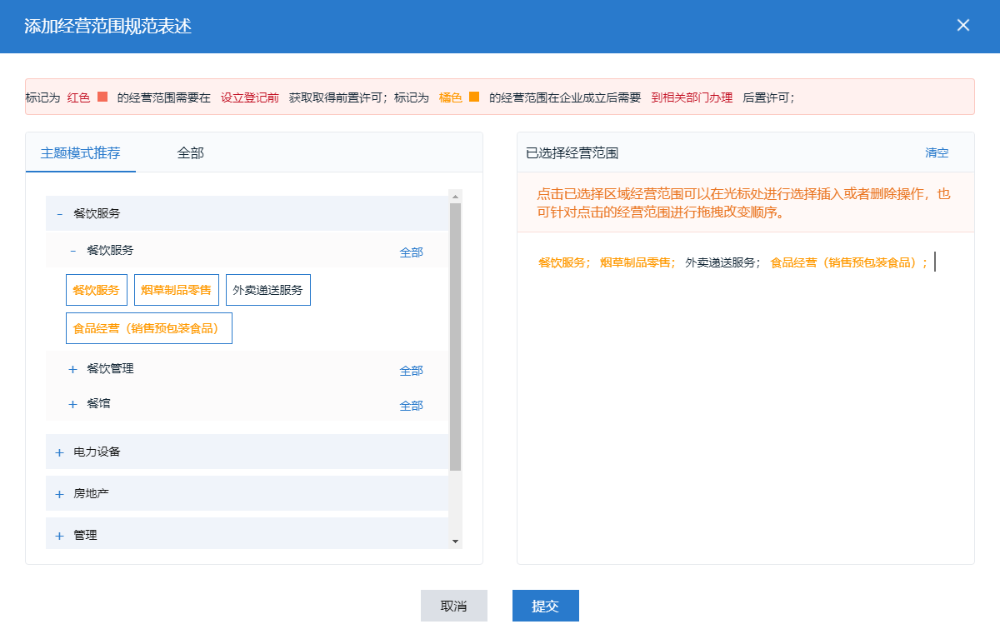 添加经营范围规范表述
标记为 红色 的经营范围需要在 设立登记前 获取取得前置许可；标记为 橘色 的经营范围在企业成立后需要 到相关部门办理 后置许可；
主题模式推荐 全部
餐饮服务
餐饮服务 全部
餐饮服务 烟草制品零售 外卖递送服务
食品经营（销售预包装食品）
餐饮管理 全部
餐馆 全部
电力设备
房地产
管理
已选择经营范围 清空
点击已选择区域经营范围可以在光标处进行选择插入或者删除操作，也
可针对点击的经营范围进行拖拽改变顺序。
餐饮服务； 烟草制品零售； 外卖递送服务； 食品经营（销售预包装食品）；
取消 提交